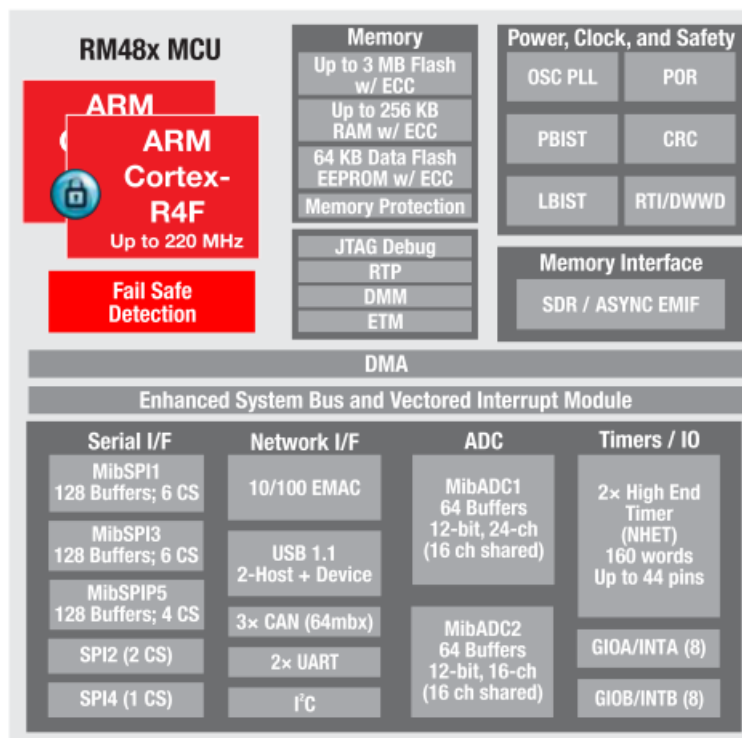 RM48x MCU
ARM
ARM
Cortex-
R4F
Up to 220 MHz
Fail Safe
Detection
Memory
Up to 3 MB Flash
w/ ECC
Up to 256 KB
RAM w/ ECC
64 KB Data Flash
EEPROM w/ ECC
Memory Protection
JTAG Debug
RTP
DMM
ETM
Power, Clock, and Safety
OSC PLL
POR
PBIST
CRC
LBIST
RTI/DWWD
Memory Interface
SDR / ASYNC EMIF
DMA
Enhanced System Bus and Vectored Interrupt Module
Serial I/F
MibSPI1
128 Buffers; 6 CS
MibSPI3
128 Buffers; 6 CS
MibSPIP5
128 Buffers; 4 CS
SPI2 (2 CS)
SPI4 (1 CS)
Network I/F
10/100 EMAC
USB 1.1
2-Host + Device
3× CAN (64mbx)
2× UART
I²C
ADC
MibADC1
64 Buffers
12-bit, 24-ch
(16 ch shared)
MibADC2
64 Buffers
12-bit, 16-ch
(16 ch shared)
Timers / IO
2× High End
Timer
(NHET)
160 words
Up to 44 pins
GIOA/INTA (8)
GIOB/INTB (8)